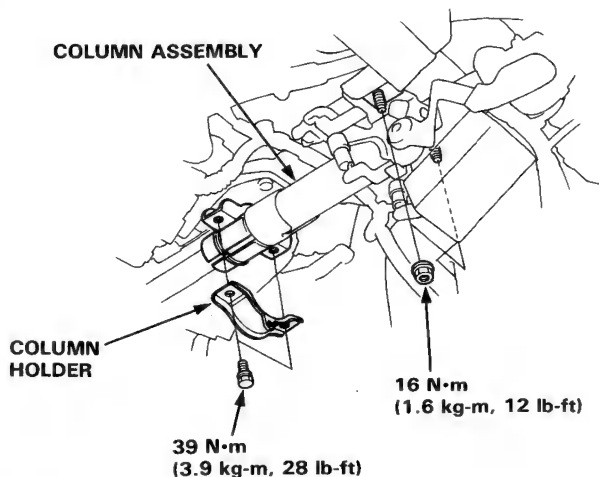 COLUMN ASSEMBLY
COLUMN
HOLDER
16 N·m
(1.6 kg-m, 12 lb-ft)
39 N·m
(3.9 kg-m, 28 lb-ft)